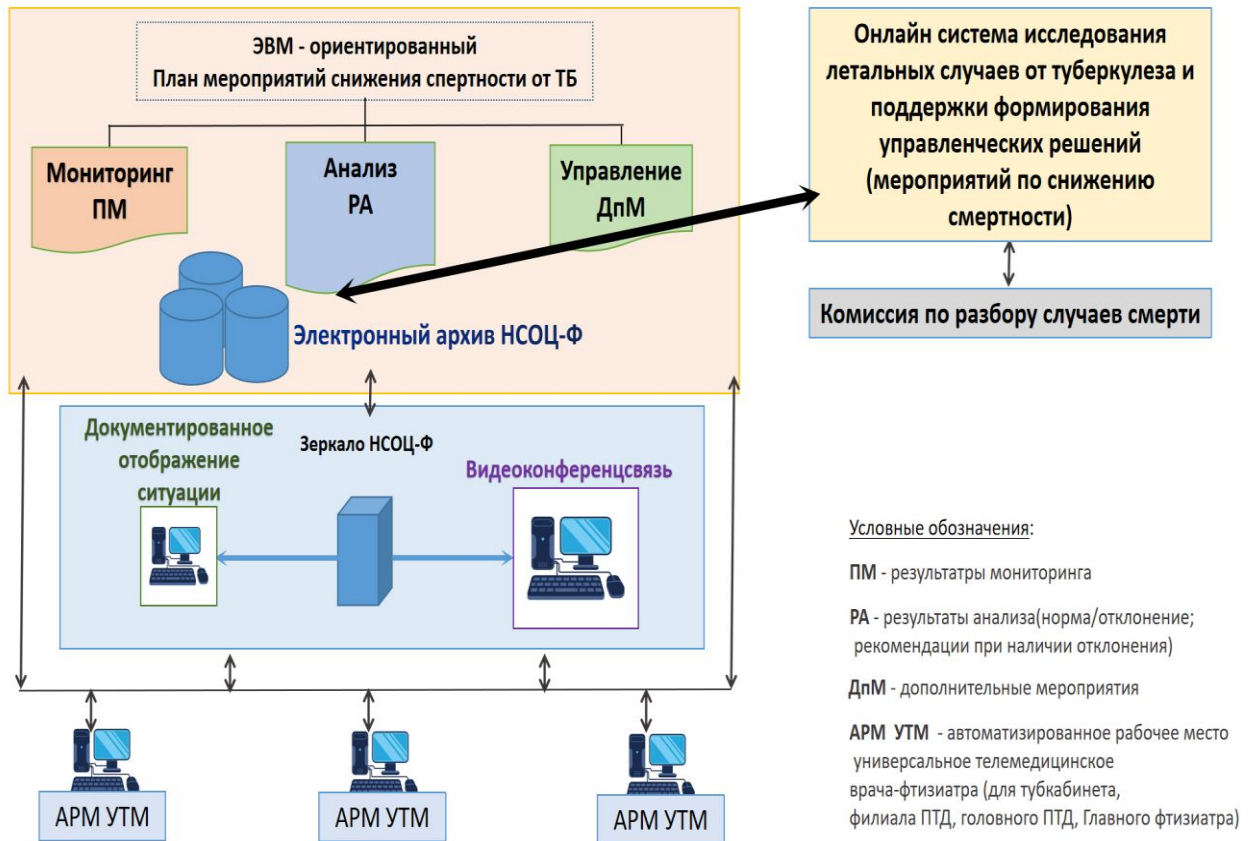 ЭВМ - ориентированный
План мероприятий снижения спертности от ТБ
Мониторинг
ПМ
Анализ
РА
Управление
ДпМ
Электронный архив НСОЦ-Ф
Онлайн система исследования
летальных случаев от туберкулеза и
поддержки формирования
управленческих решений
(мероприятий по снижению
смертности)
Комиссия по разбору случаев смерти
Документированное
отображение
ситуации
Зеркало НСОЦ-Ф
Видеоконференцсвязь
АРМ УТМ
АРМ УТМ
АРМ УТМ
Условные обозначения:
ПМ - результатры мониторинга
РА - результаты анализа(норма/отклонение;
рекомендации при наличии отклонения)
ДпМ - дополнительные мероприятия
АРМ УТМ - автоматизированное рабочее место
универсальное телемедицинское
врача-фтизиатра (для тубкабинета,
филиала ПТД, головного ПТД, Главного фтизиатра)